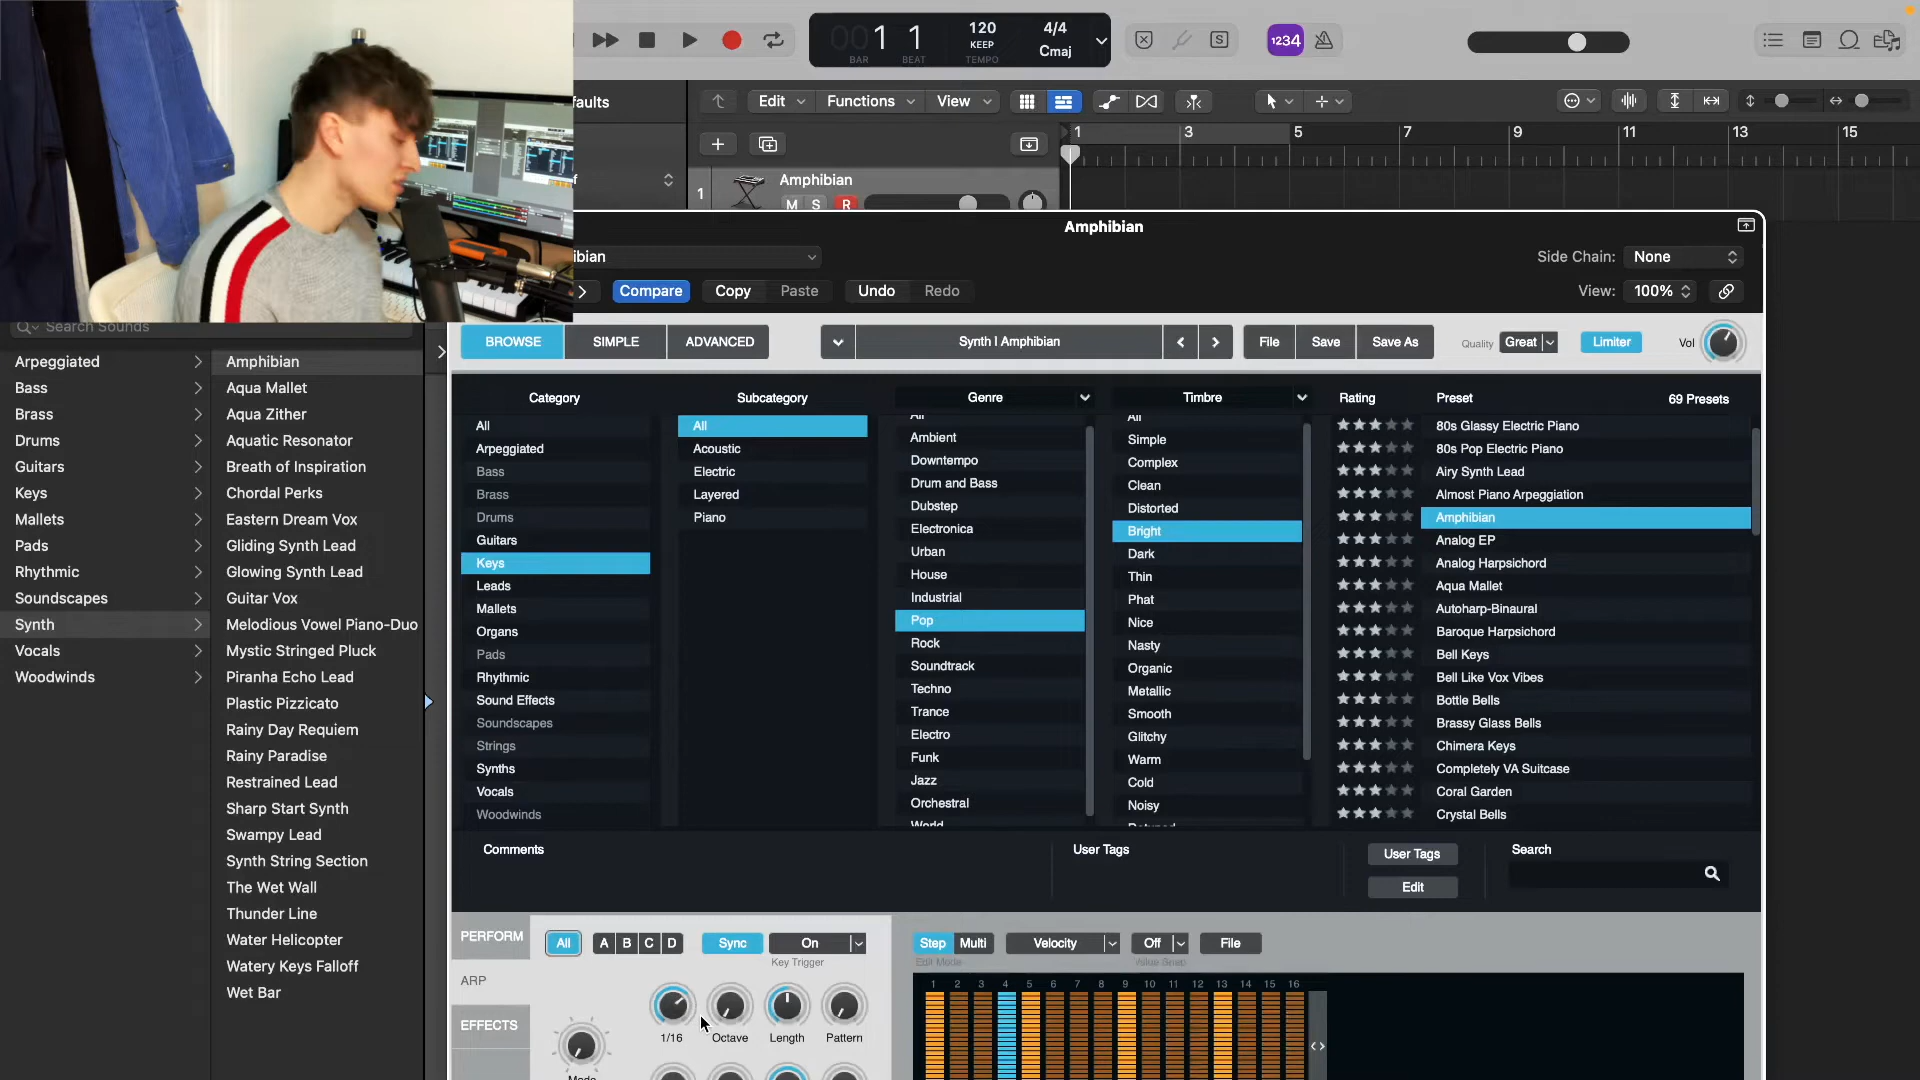 1 1
120
KEEP
4/4
Cmaj
BAR
BEAT
TEMPO
1234
S
faults
Edit
Functions
View
1 3 5 7 9 11 13 15
1
Amphibian
M S R
Amphibian
ibian
Side Chain: None
Compare
Copy
Paste
Undo
Redo
View: 100%
Search Sounds
BROWSE
SIMPLE
ADVANCED
Synth | Amphibian
File
Save
Save As
Quality
Great
Limiter
Vol
Arpeggiated
Bass
Brass
Drums
Guitars
Keys
Mallets
Pads
Rhythmic
Soundscapes
Synth
Vocals
Woodwinds
Amphibian
Aqua Mallet
Aqua Zither
Aquatic Resonator
Breath of Inspiration
Chordal Perks
Eastern Dream Vox
Gliding Synth Lead
Glowing Synth Lead
Guitar Vox
Melodious Vowel Piano-Duo
Mystic Stringed Pluck
Piranha Echo Lead
Plastic Pizzicato
Rainy Day Requiem
Rainy Paradise
Restrained Lead
Sharp Start Synth
Swampy Lead
Synth String Section
The Wet Wall
Thunder Line
Water Helicopter
Watery Keys Falloff
Wet Bar
Category
All
Arpeggiated
Bass
Brass
Drums
Guitars
Keys
Leads
Mallets
Organs
Pads
Rhythmic
Sound Effects
Soundscapes
Strings
Synths
Vocals
Woodwinds
Subcategory
All
Acoustic
Electric
Layered
Piano
Genre
All
Ambient
Downtempo
Drum and Bass
Dubstep
Electronica
Urban
House
Industrial
Pop
Rock
Soundtrack
Techno
Trance
Electro
Funk
Jazz
Orchestral
World
Timbre
All
Simple
Complex
Clean
Distorted
Bright
Dark
Thin
Phat
Nice
Nasty
Organic
Metallic
Smooth
Glitchy
Warm
Cold
Noisy
Rating
Preset
69 Presets
80s Glassy Electric Piano
80s Pop Electric Piano
Airy Synth Lead
Almost Piano Arpeggiation
Amphibian
Analog EP
Analog Harpsichord
Aqua Mallet
Autoharp-Binaural
Baroque Harpsichord
Bell Keys
Bell Like Vox Vibes
Bottle Bells
Brassy Glass Bells
Chimera Keys
Completely VA Suitcase
Coral Garden
Crystal Bells
Comments
User Tags
User Tags
Edit
Search
PERFORM
ARP
EFFECTS
All
A B C D
Sync
On
Key Trigger
1/16
Octave
Length
Pattern
Mode
Step
Multi
Edit Mode
Velocity
Off
Value Snap
File
1 2 3 4 5 6 7 8 9 10 11 12 13 14 15 16